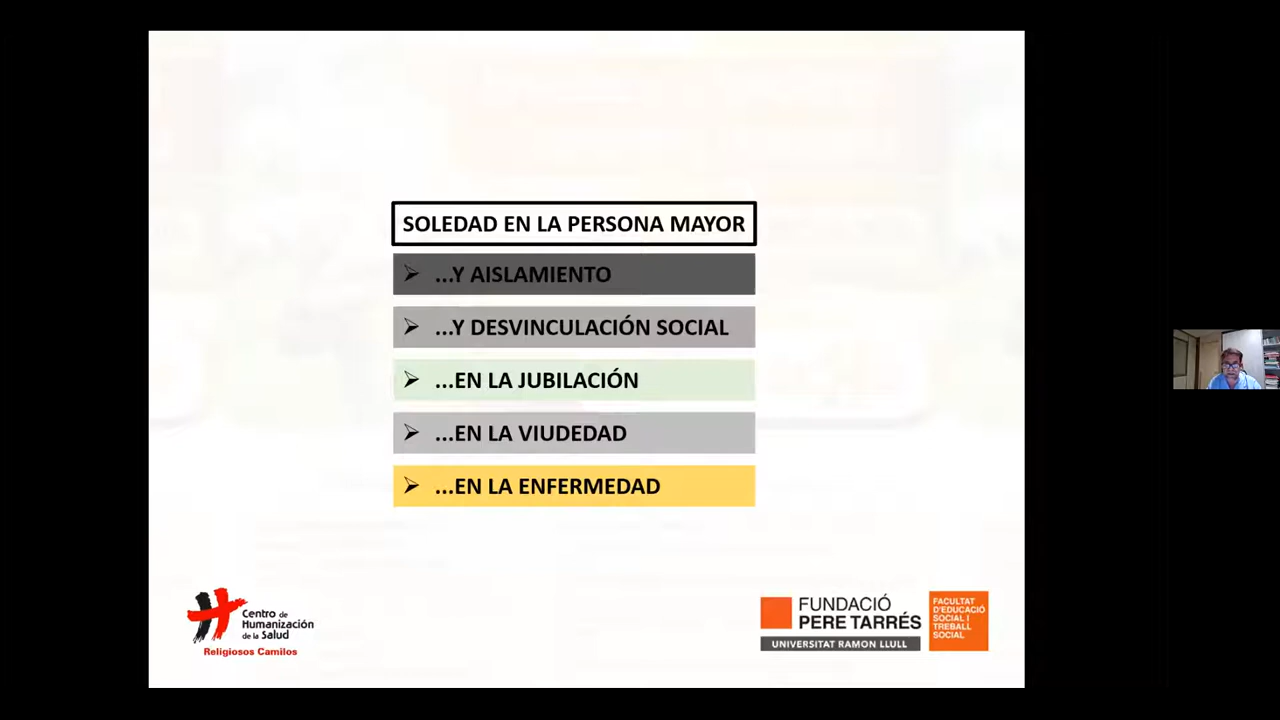 SOLEDAD EN LA PERSONA MAYOR
...Y AISLAMIENTO
...Y DESVINCULACIÓN SOCIAL
...EN LA JUBILACIÓN
...EN LA VIUDEDAD
...EN LA ENFERMEDAD
Centro de
Humanización
de la Salud
Religiosos Camilos
FUNDACIÓ
PERE TARRÉS
UNIVERSITAT RAMON LLULL
FACULTAT
D'EDUCACIÓ
SOCIAL I
TREBALL
SOCIAL